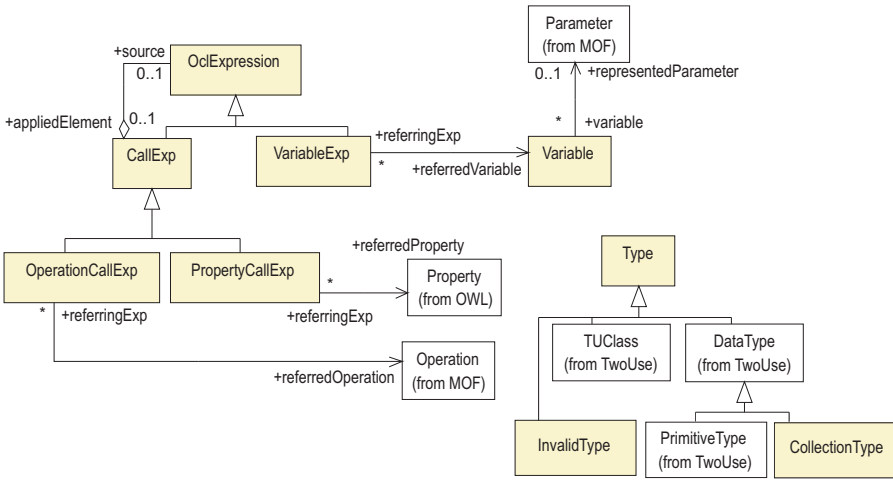 Parameter
(from MOF)
+source
OclExpression
0..1
0..1
+representedParameter
+appliedElement
0..1
*
+variable
+referringExp
CallExp
VariableExp
Variable
*
+referredVariable
+referredProperty
Type
OperationCallExp
PropertyCallExp
*
Property
(from OWL)
*
+referringExp
+referringExp
TUClass
(from TwoUse)
DataType
(from TwoUse)
Operation
(from MOF)
+referredOperation
InvalidType
PrimitiveType
(from TwoUse)
CollectionType